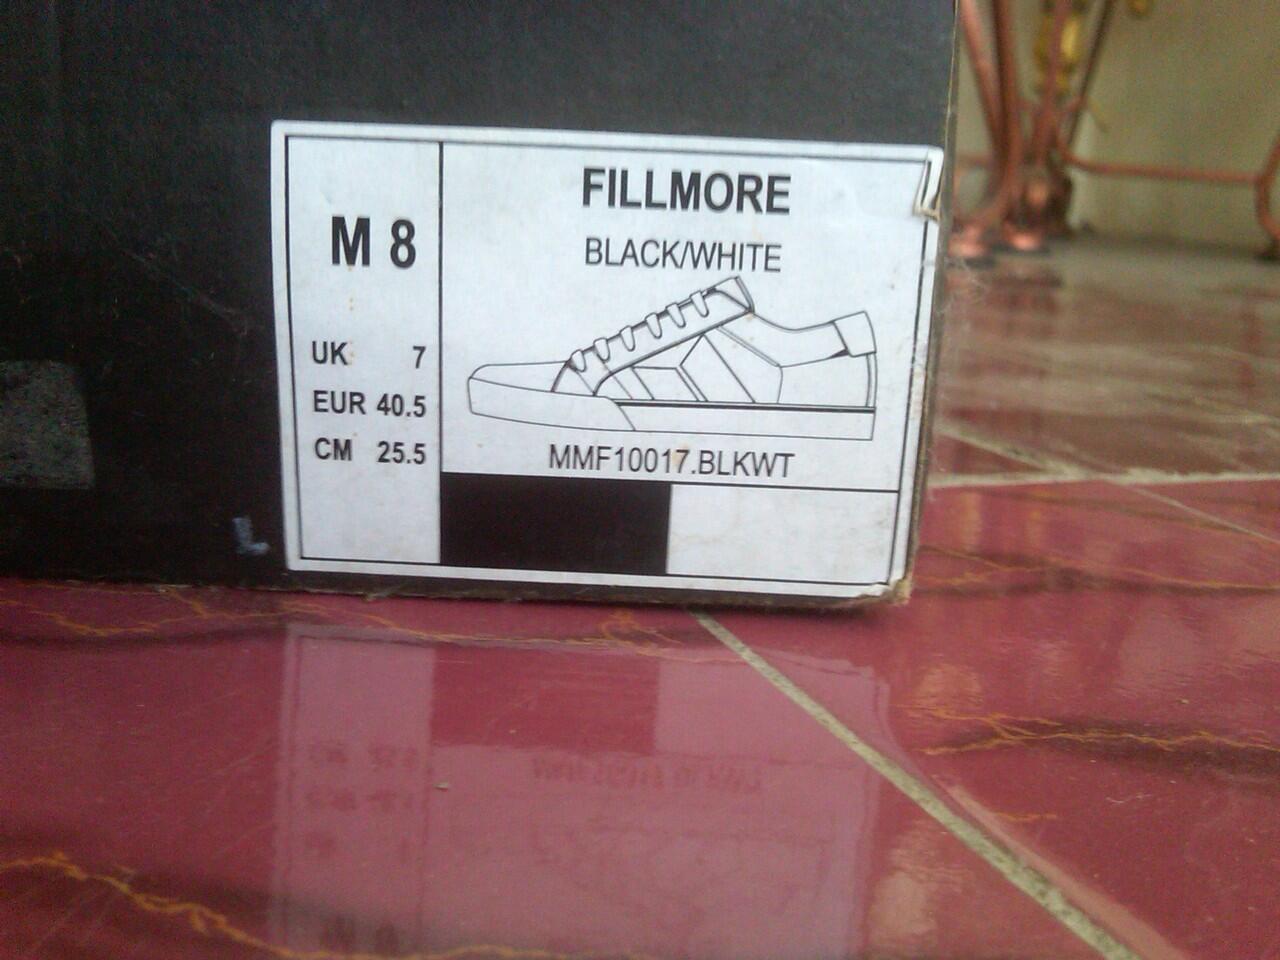 M 8
UK 7
EUR 40.5
CM 25.5
FILLMORE
BLACK/WHITE
MMF10017.BLKWT